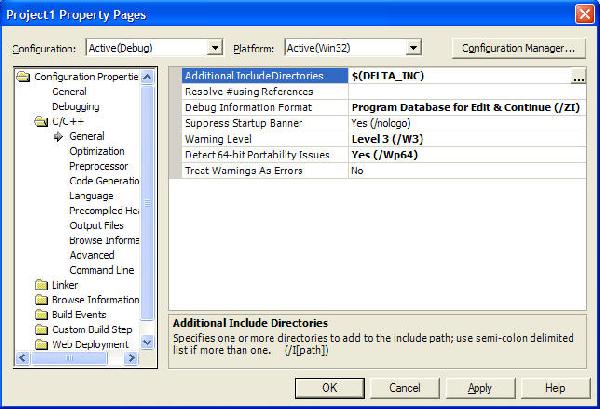 Project1 Property Pages
Configuration: Active(Debug) Platform: Active(Win32) Configuration Manager...
Configuration Propertie
General
Debugging
C/C++
General
Optimization
Preprocessor
Code Generation
Language
Precompiled Hea
Output Files
Browse Informa
Advanced
Command Line
Linker
Browse Information
Build Events
Custom Build Step
Web Deployment
Additional Include Directories $(DELTA_INC) ...
Resolve #using References
Debug Information Format Program Database for Edit & Continue (/ZI)
Suppress Startup Banner Yes (/nologo)
Warning Level Level 3 (/W3)
Detect 64-bit Portability Issues Yes (/Wp64)
Treat Warnings As Errors No
Additional Include Directories
Specifies one or more directories to add to the include path; use semi-colon delimited
list if more than one. (/I[path])
OK Cancel Apply Help